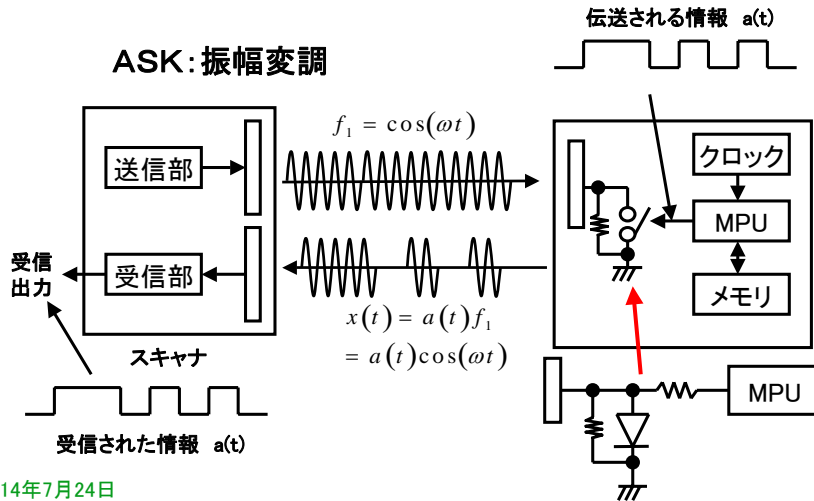 伝送される情報 a(t)
ASK:振幅変調
f₁ = cos(ωt)
送信部
クロック
MPU
受信
出力
受信部
メモリ
x(t) = a(t)f₁
= a(t)cos(ωt)
スキャナ
MPU
受信された情報 a(t)
14年7月24日